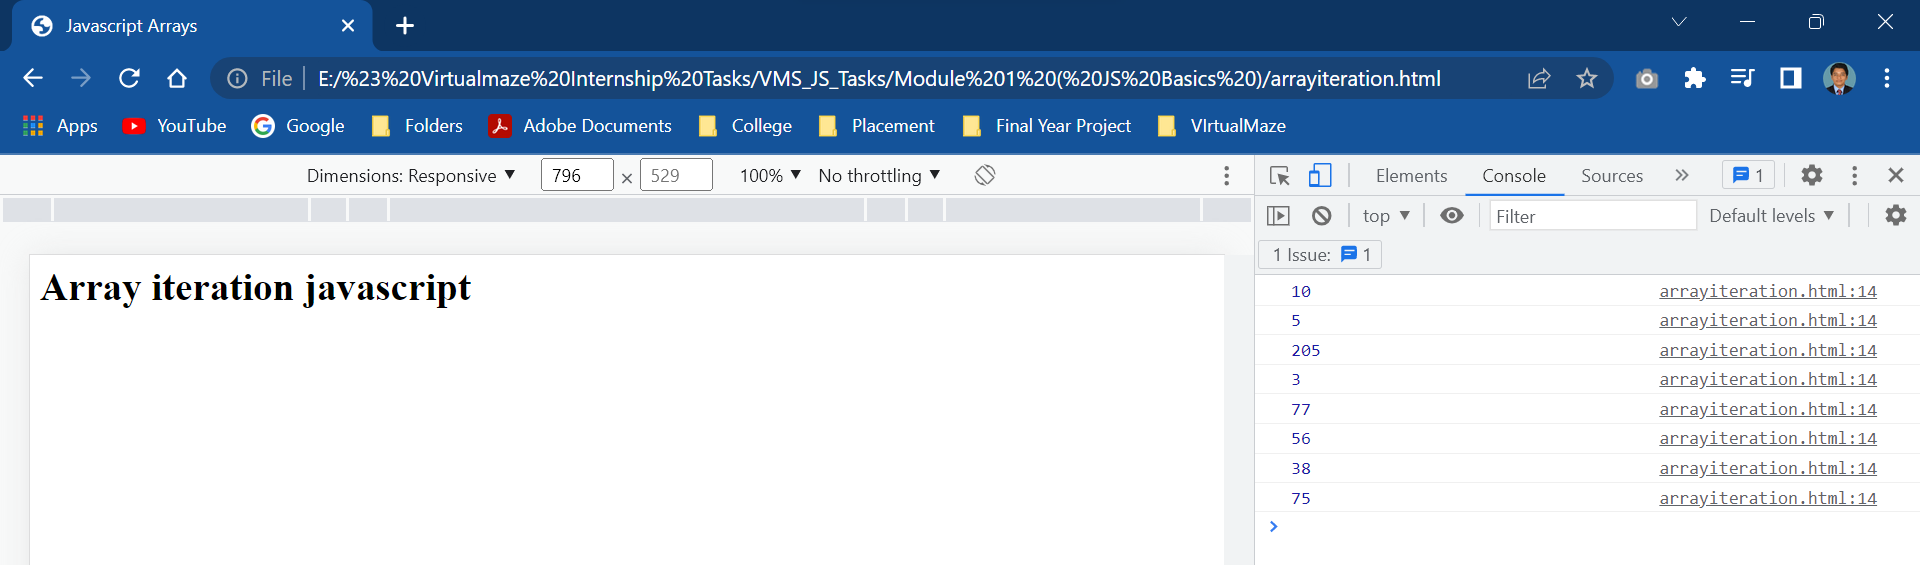 Javascript Arrays
File E:/%23%20Virtualmaze%20Internship%20Tasks/VMS_JS_Tasks/Module%201%20(%20JS%20Basics%20)/arrayiteration.html
Apps YouTube Google Folders Adobe Documents College Placement Final Year Project VIrtualMaze
Dimensions: Responsive ▼ 796 × 529 100% ▼ No throttling ▼
Elements Console Sources » 1
top ▼ Filter Default levels ▼
1 Issue: 1
Array iteration javascript
10 arrayiteration.html:14
5 arrayiteration.html:14
205 arrayiteration.html:14
3 arrayiteration.html:14
77 arrayiteration.html:14
56 arrayiteration.html:14
38 arrayiteration.html:14
75 arrayiteration.html:14